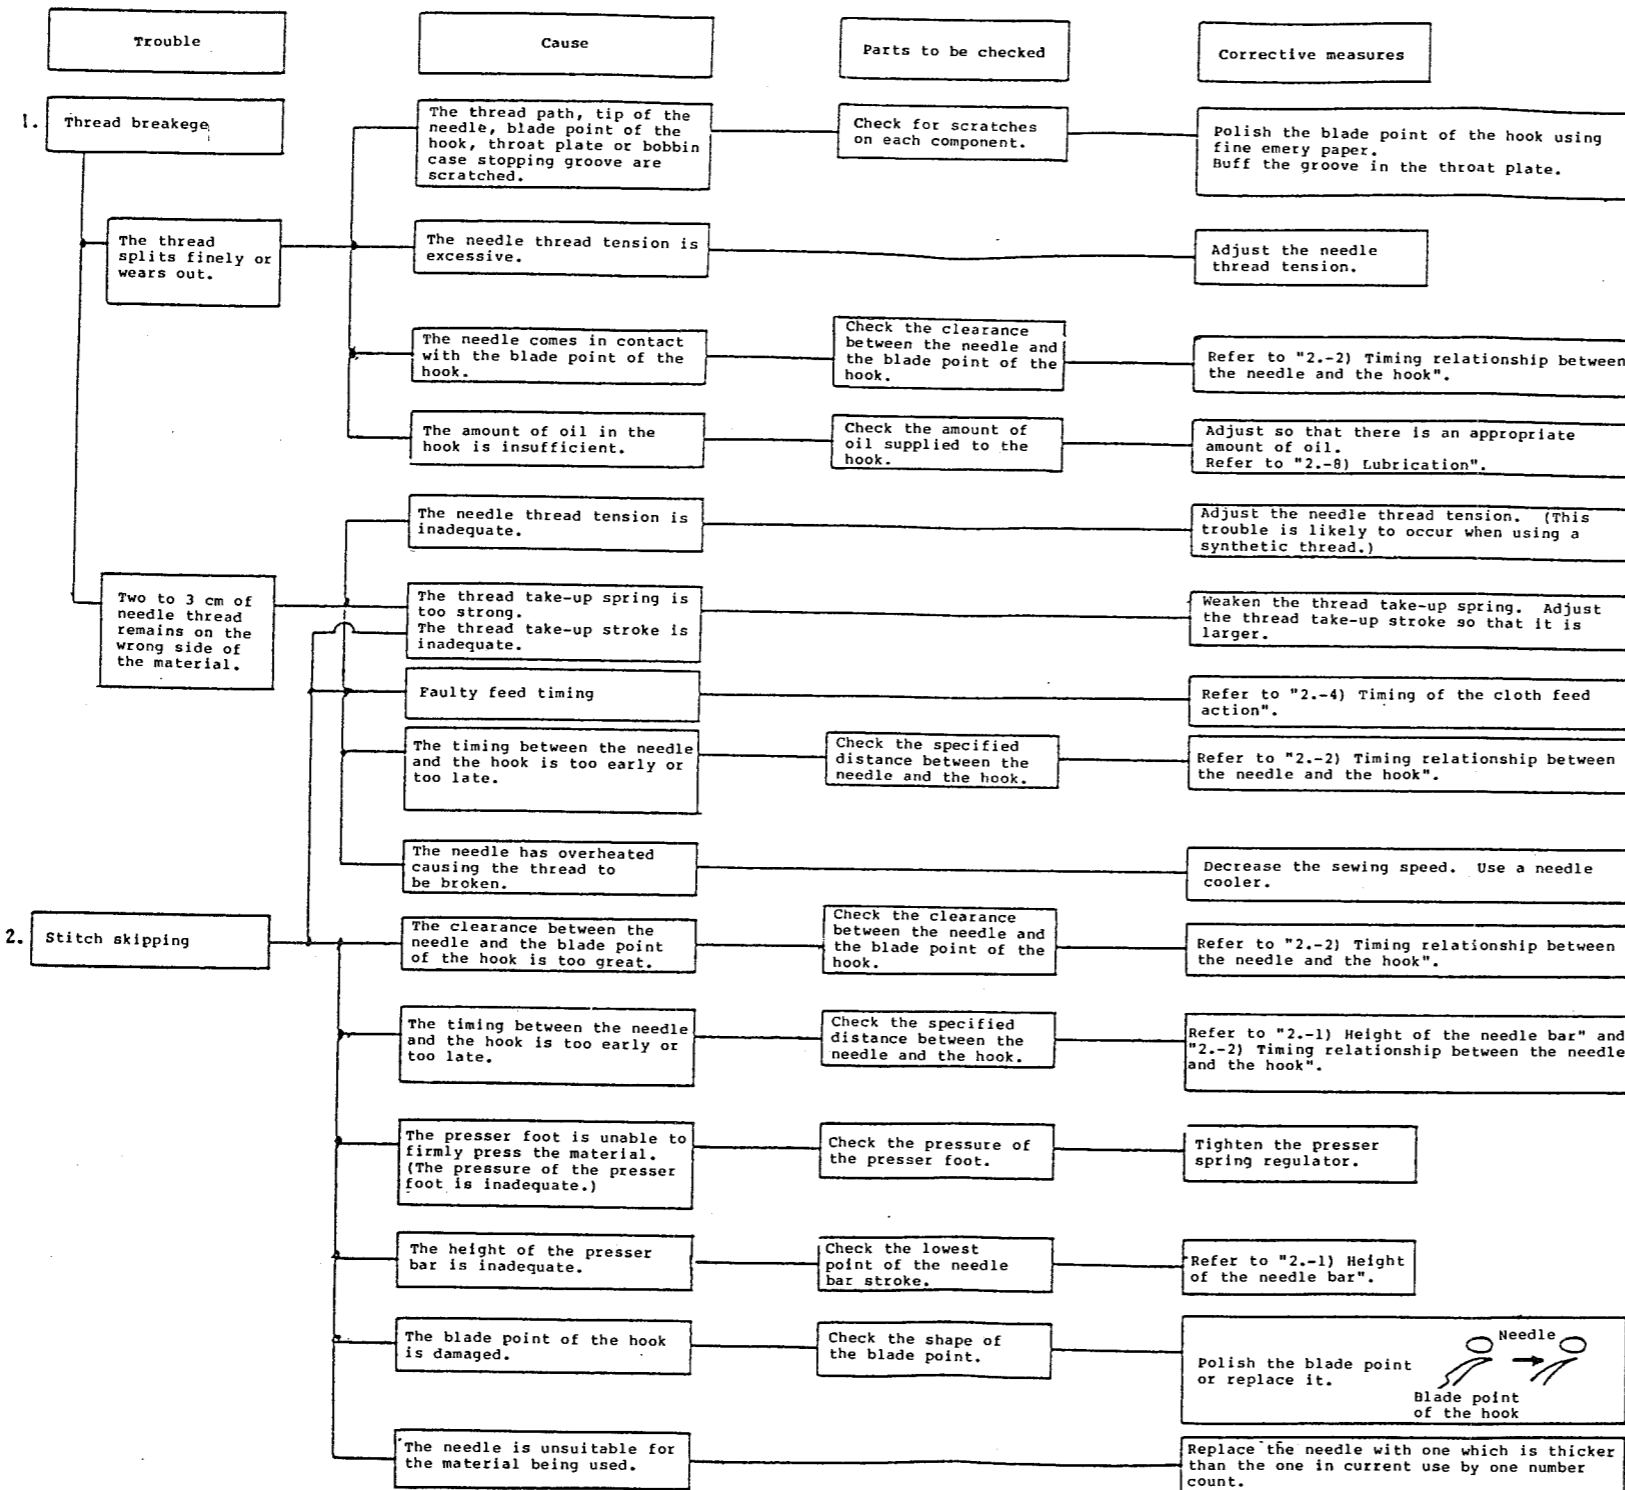 Trouble
Cause
Parts to be checked
Corrective measures
1.
Thread breakege
The thread path, tip of the
needle, blade point of the
hook, throat plate or bobbin
case stopping groove are
scratched.
Check for scratches
on each component.
Polish the blade point of the hook using
fine emery paper.
Buff the groove in the throat plate.
The thread
splits finely or
wears out.
The needle thread tension is
excessive.
Adjust the needle
thread tension.
The needle comes in contact
with the blade point of the
hook.
Check the clearance
between the needle and
the blade point of the
hook.
Refer to "2.-2) Timing relationship between
the needle and the hook".
The amount of oil in the
hook is insufficient.
Check the amount of
oil supplied to the
hook.
Adjust so that there is an appropriate
amount of oil.
Refer to "2.-8) Lubrication".
The needle thread tension is
inadequate.
Adjust the needle thread tension. (This
trouble is likely to occur when using a
synthetic thread.)
Two to 3 cm of
needle thread
remains on the
wrong side of
the material.
The thread take-up spring is
too strong.
The thread take-up stroke is
inadequate.
Weaken the thread take-up spring. Adjust
the thread take-up stroke so that it is
larger.
Faulty feed timing
Refer to "2.-4) Timing of the cloth feed
action".
The timing between the needle
and the hook is too early or
too late.
Check the specified
distance between the
needle and the hook.
Refer to "2.-2) Timing relationship between
the needle and the hook".
The needle has overheated
causing the thread to
be broken.
Decrease the sewing speed. Use a needle
cooler.
2.
Stitch skipping
The clearance between the
needle and the blade point
of the hook is too great.
Check the clearance
between the needle and
the blade point of the
hook.
Refer to "2.-2) Timing relationship between
the needle and the hook".
The timing between the needle
and the hook is too early or
too late.
Check the specified
distance between the
needle and the hook.
Refer to "2.-1) Height of the needle bar" and
"2.-2) Timing relationship between the needle
and the hook".
The presser foot is unable to
firmly press the material.
(The pressure of the presser
foot is inadequate.)
Check the pressure of
the presser foot.
Tighten the presser
spring regulator.
The height of the presser
bar is inadequate.
Check the lowest
point of the needle
bar stroke.
Refer to "2.-1) Height
of the needle bar".
The blade point of the hook
is damaged.
Check the shape of
the blade point.
Polish the blade point
or replace it.
Needle
Blade point
of the hook
The needle is unsuitable for
the material being used.
Replace the needle with one which is thicker
than the one in current use by one number
count.